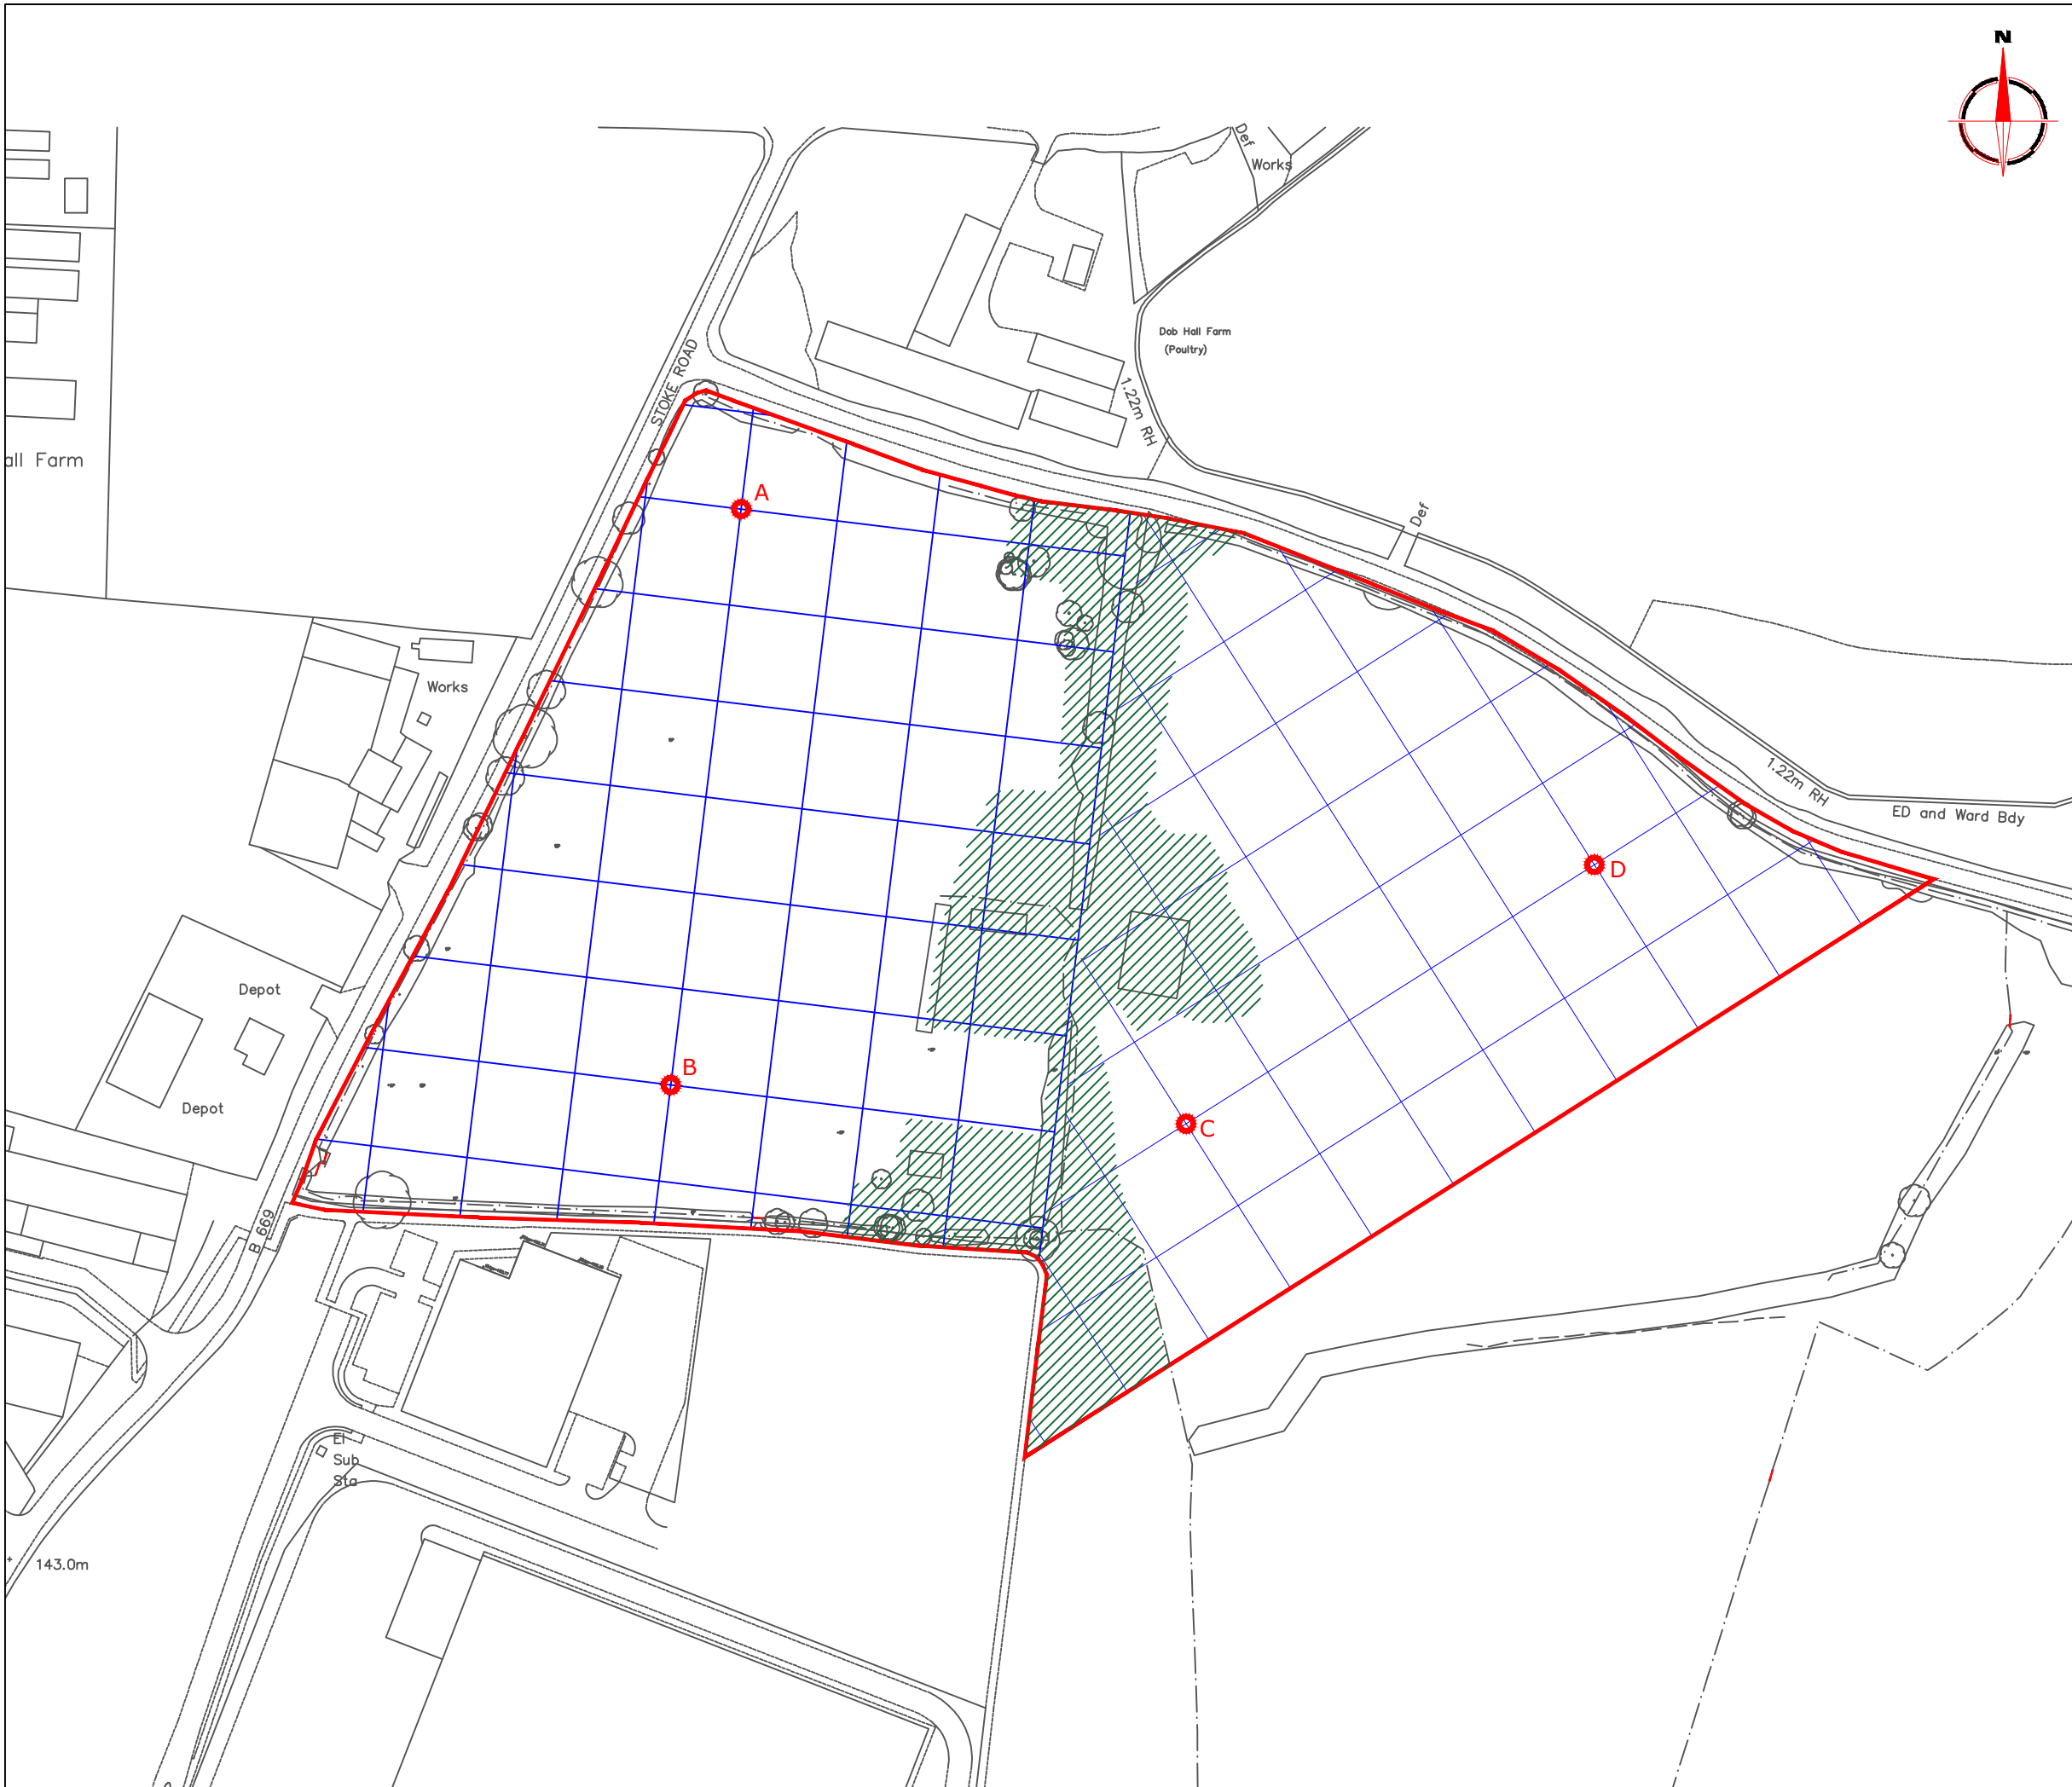 N
Def
Works
Dob Hall Farm
(Poultry)
STOKE ROAD
1.22m RH
all Farm
A
Def
Works
1.22m RH
ED and Ward Bdy
D
Depot
B
C
Depot
B 669
El
Sub
Sta
143.0m